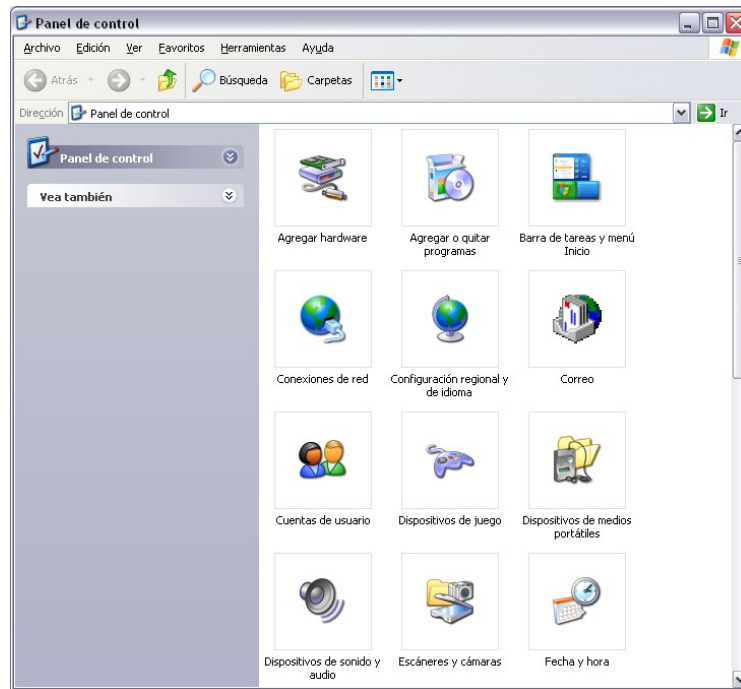 Panel de control
Archivo Edición Ver Favoritos Herramientas Ayuda
Atrás Búsqueda Carpetas
Dirección Panel de control Ir
Panel de control
Vea también
Agregar hardware
Agregar o quitar
programas
Barra de tareas y menú
Inicio
Conexiones de red
Configuración regional y
de idioma
Correo
Cuentas de usuario
Dispositivos de juego
Dispositivos de medios
portátiles
Dispositivos de sonido y
audio
Escáneres y cámaras
Fecha y hora